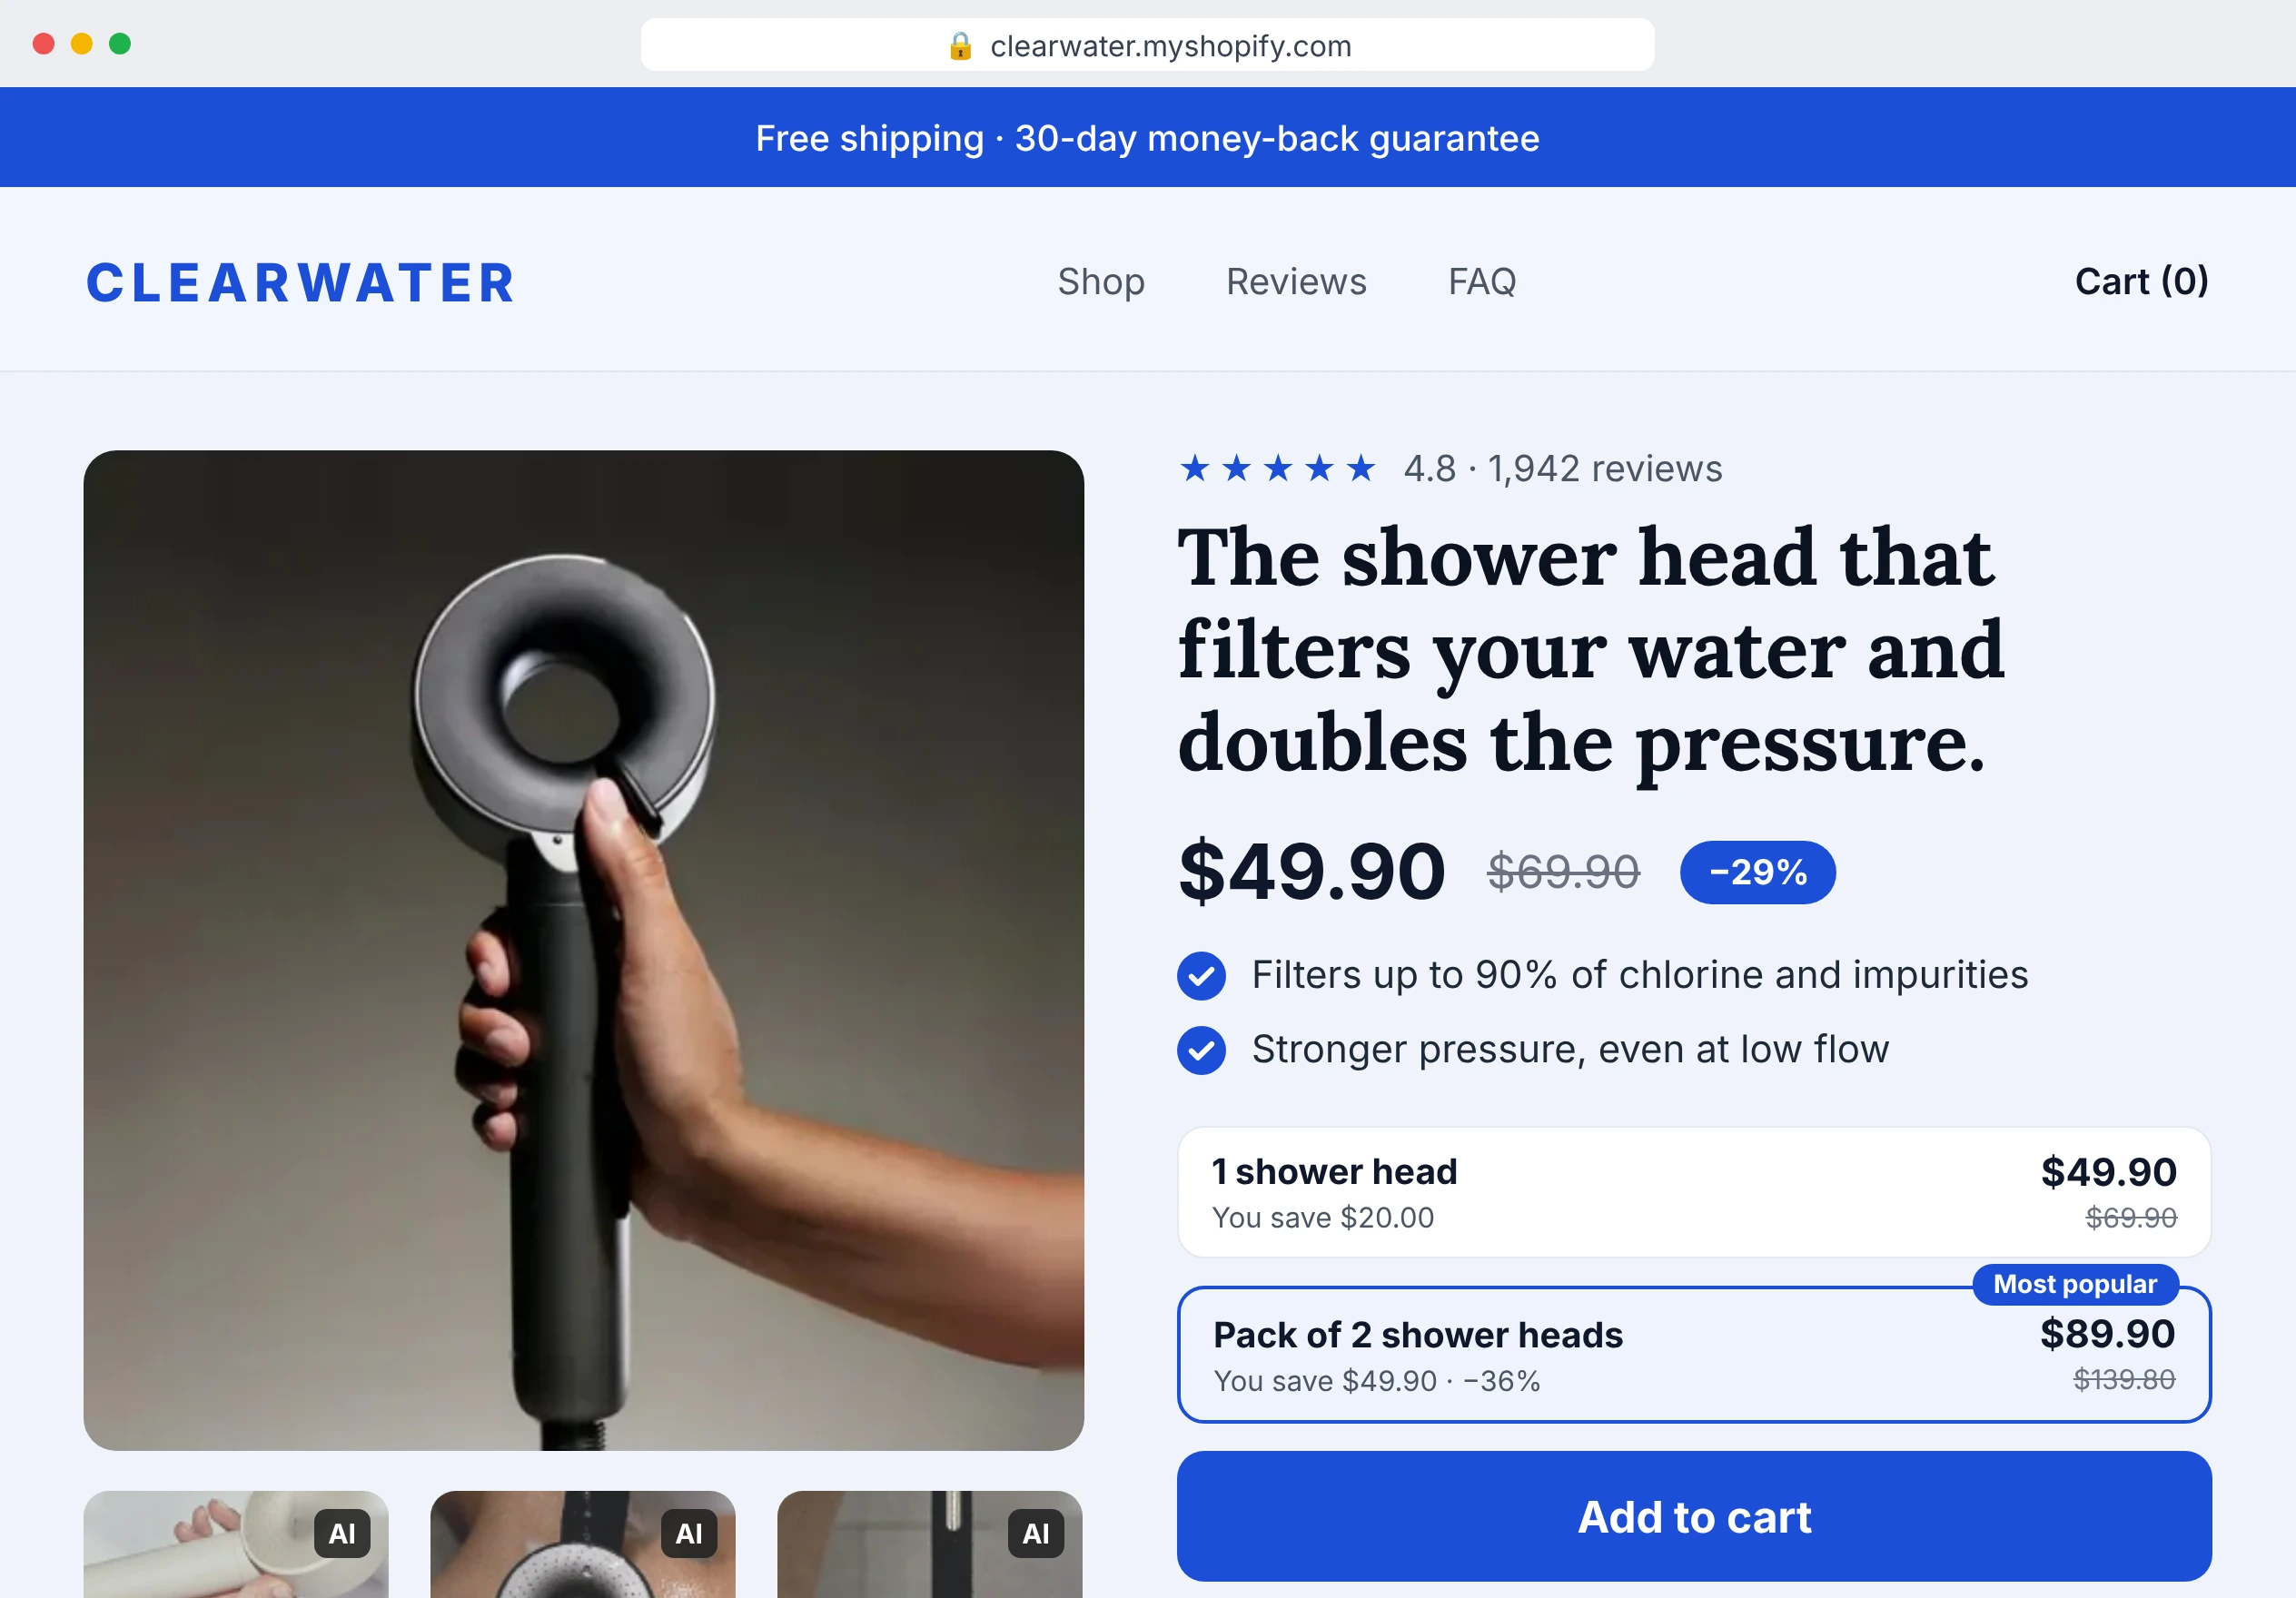 🔒 clearwater.myshopify.com
Free shipping · 30-day money-back guarantee
CLEARWATER
Shop
Reviews
FAQ
Cart (0)
★★★★★ 4.8 · 1,942 reviews
The shower head that
filters your water and
doubles the pressure.
$49.90 $69.90 −29%
Filters up to 90% of chlorine and impurities
Stronger pressure, even at low flow
1 shower head $49.90
You save $20.00 $69.90
Most popular
Pack of 2 shower heads $89.90
You save $49.90 · −36% $139.80
Add to cart
AI
AI
AI